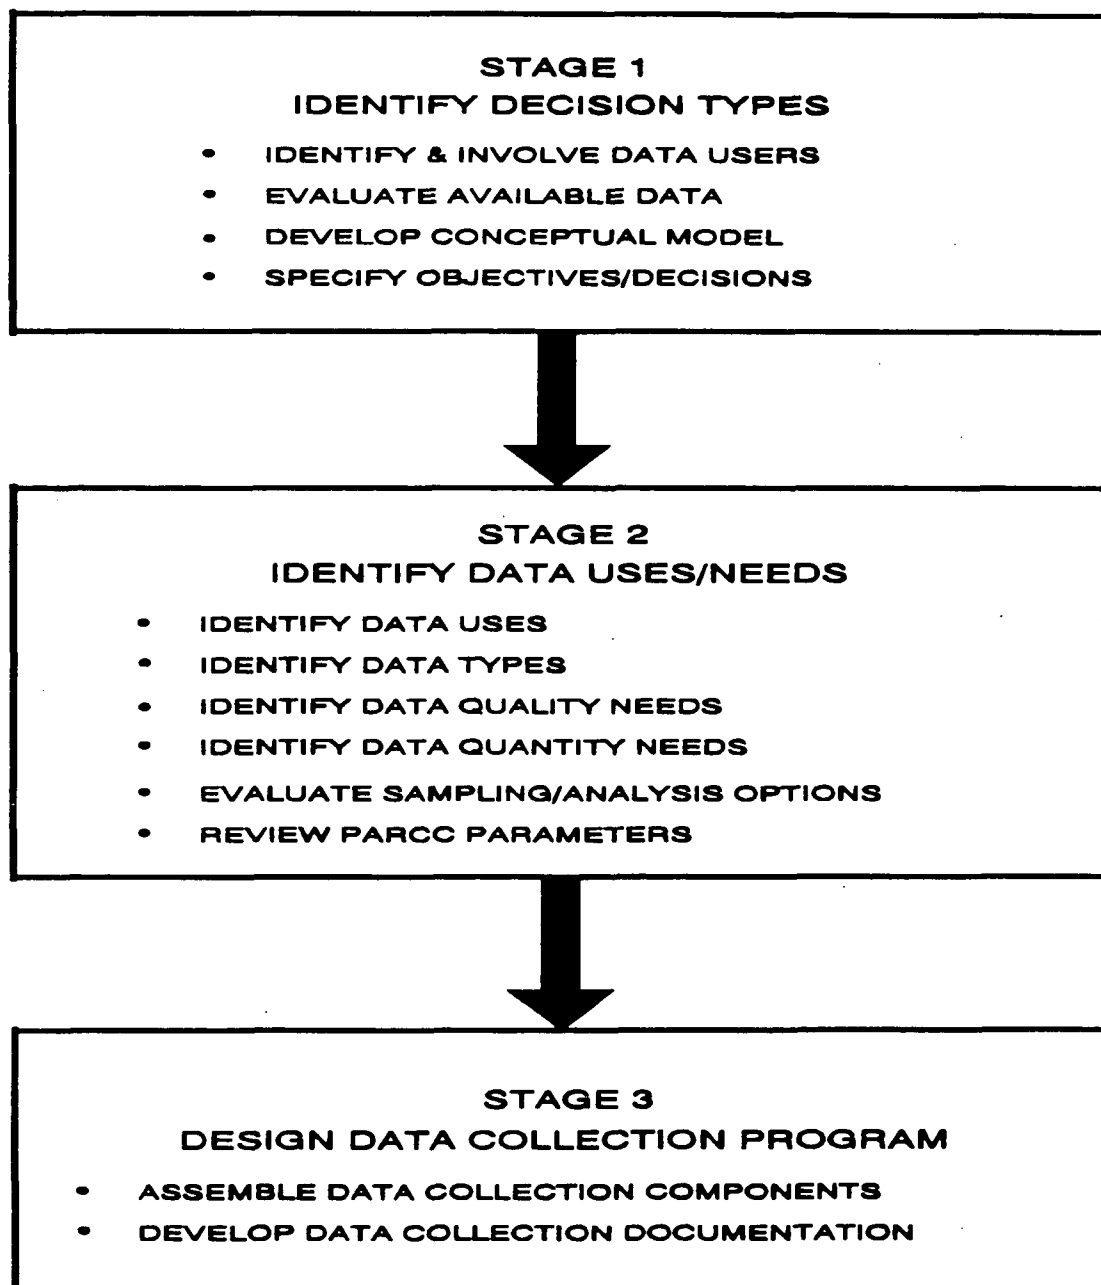 STAGE 1
IDENTIFY DECISION TYPES
• IDENTIFY & INVOLVE DATA USERS
• EVALUATE AVAILABLE DATA
• DEVELOP CONCEPTUAL MODEL
• SPECIFY OBJECTIVES/DECISIONS
STAGE 2
IDENTIFY DATA USES/NEEDS
• IDENTIFY DATA USES
• IDENTIFY DATA TYPES
• IDENTIFY DATA QUALITY NEEDS
• IDENTIFY DATA QUANTITY NEEDS
• EVALUATE SAMPLING/ANALYSIS OPTIONS
• REVIEW PARCC PARAMETERS
STAGE 3
DESIGN DATA COLLECTION PROGRAM
• ASSEMBLE DATA COLLECTION COMPONENTS
• DEVELOP DATA COLLECTION DOCUMENTATION